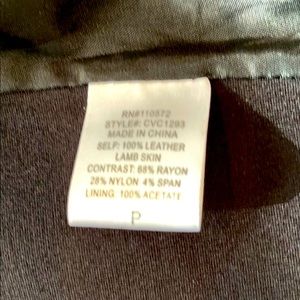 RN#110872
STYLE#: CVC1293
MADE IN CHINA
SELF: 100% LEATHER
LAMB SKIN
CONTRAST: 68% RAYON
28% NYLON 4% SPAN
LINING: 100% ACETATE
P